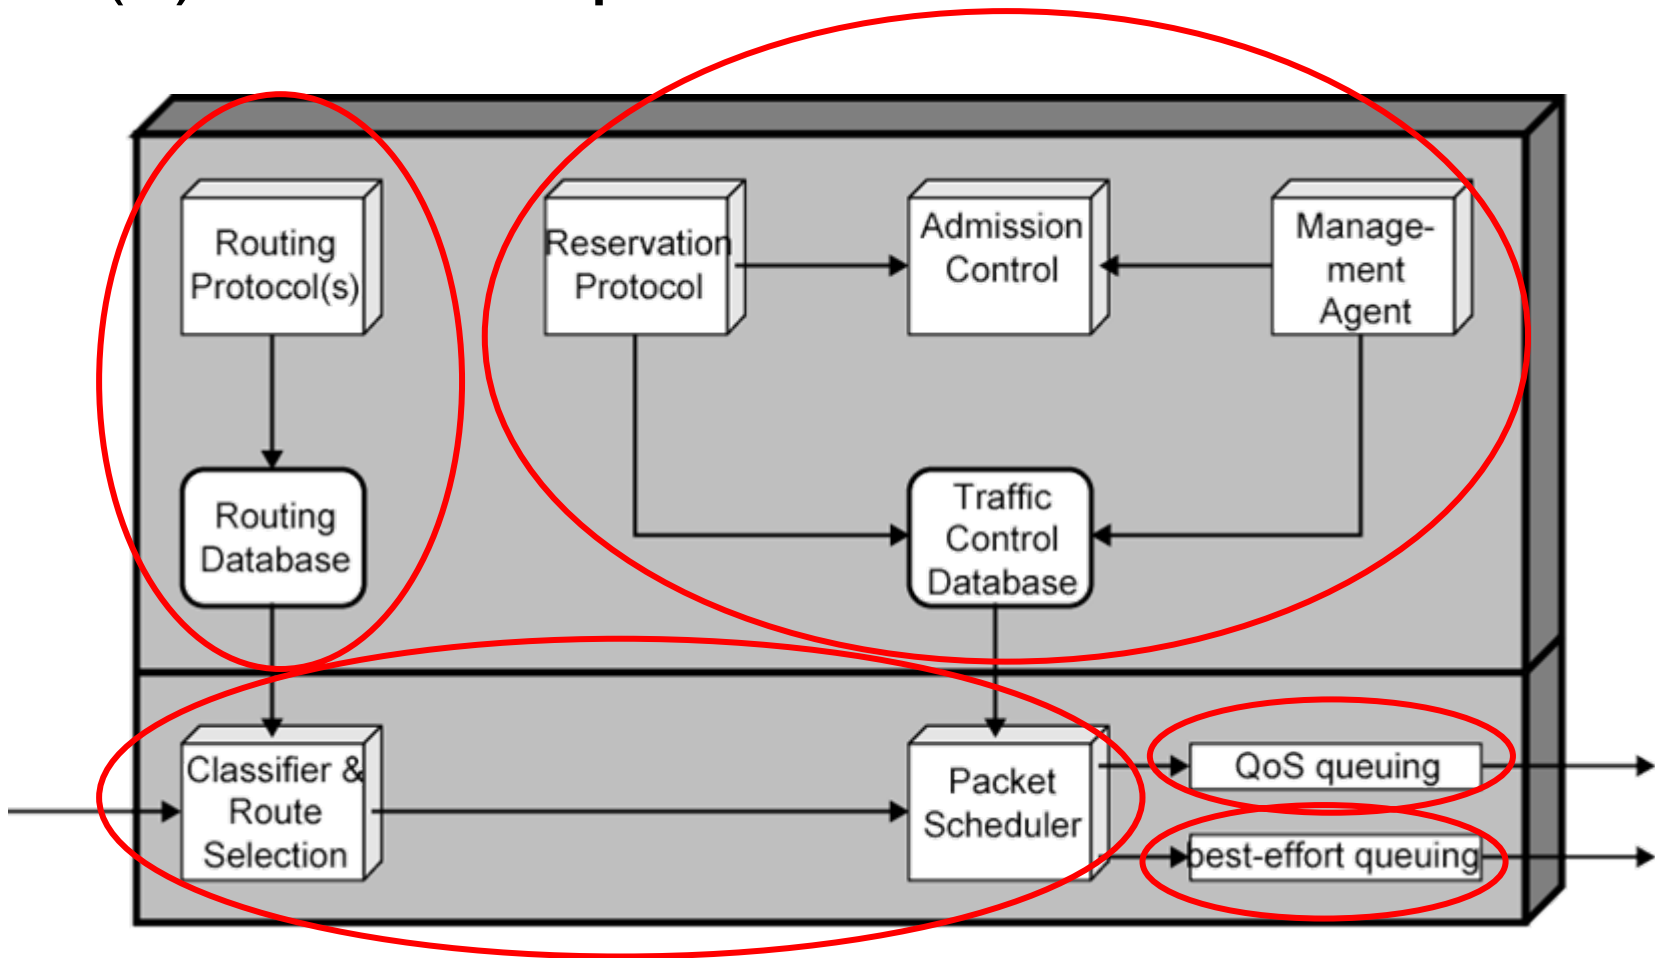 Routing
Protocol(s)
Reservation
Protocol
Admission
Control
Manage-
ment
Agent
Routing
Database
Traffic
Control
Database
Classifier &
Route
Selection
Packet
Scheduler
QoS queuing
best-effort queuing